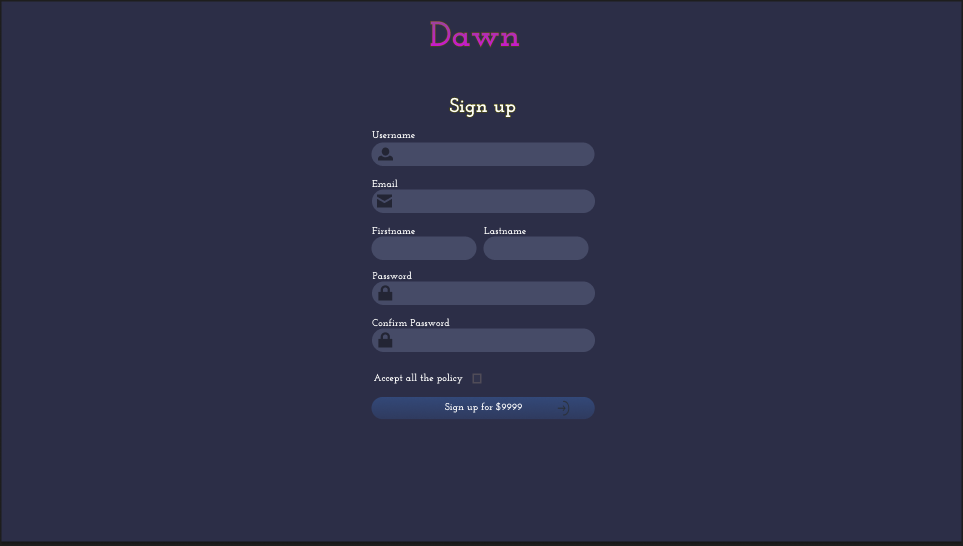 Dawn
Sign up
Username
Email
Firstname Lastname
Password
Confirm Password
Accept all the policy
Sign up for $9999